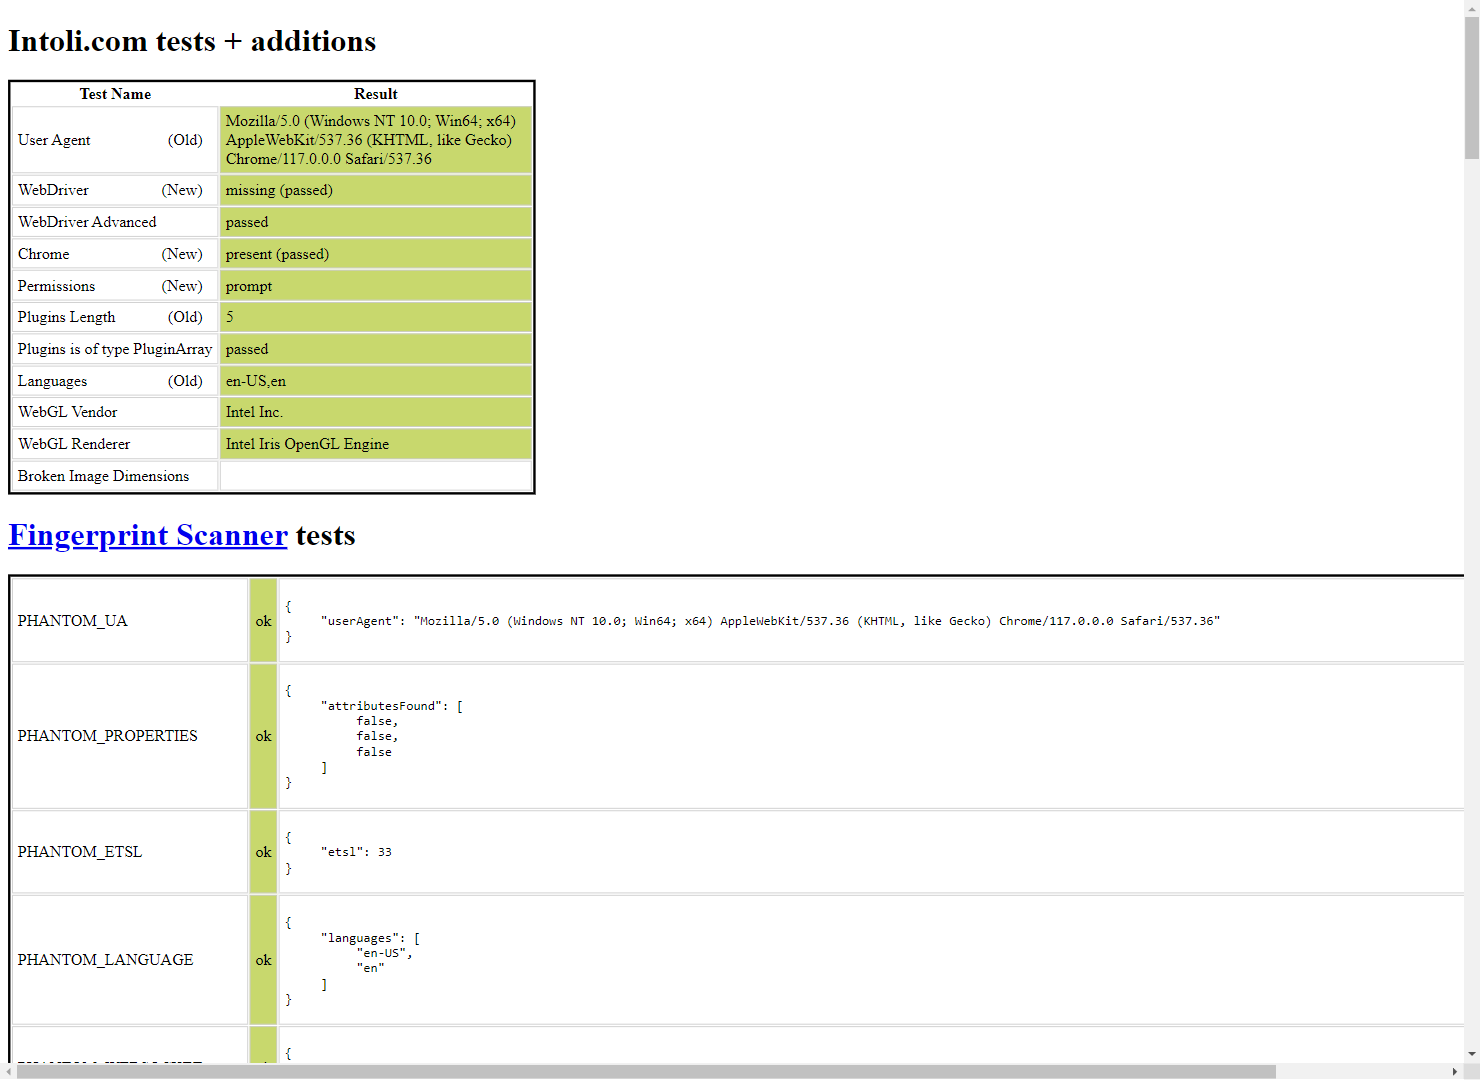 Intoli.com tests + additions
Test Name Result
User Agent (Old) Mozilla/5.0 (Windows NT 10.0; Win64; x64)
AppleWebKit/537.36 (KHTML, like Gecko)
Chrome/117.0.0.0 Safari/537.36
WebDriver (New) missing (passed)
WebDriver Advanced passed
Chrome (New) present (passed)
Permissions (New) prompt
Plugins Length (Old) 5
Plugins is of type PluginArray passed
Languages (Old) en-US,en
WebGL Vendor Intel Inc.
WebGL Renderer Intel Iris OpenGL Engine
Broken Image Dimensions
Fingerprint Scanner tests
{
PHANTOM_UA ok "userAgent": "Mozilla/5.0 (Windows NT 10.0; Win64; x64) AppleWebKit/537.36 (KHTML, like Gecko) Chrome/117.0.0.0 Safari/537.36"
}
{
"attributesFound": [
false,
PHANTOM_PROPERTIES ok false,
false
]
}
{
PHANTOM_ETSL ok "etsl": 33
}
{
"languages": [
"en-US",
PHANTOM_LANGUAGE ok "en"
]
}
{